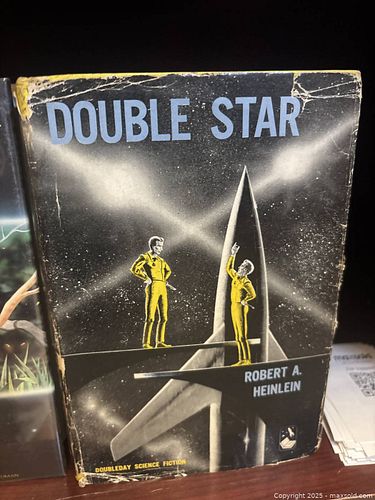 DOUBLE STAR
ROBERT A.
HEINLEIN
DOUBLEDAY SCIENCE FICTION
Copyright © 2025 - maxsold.com